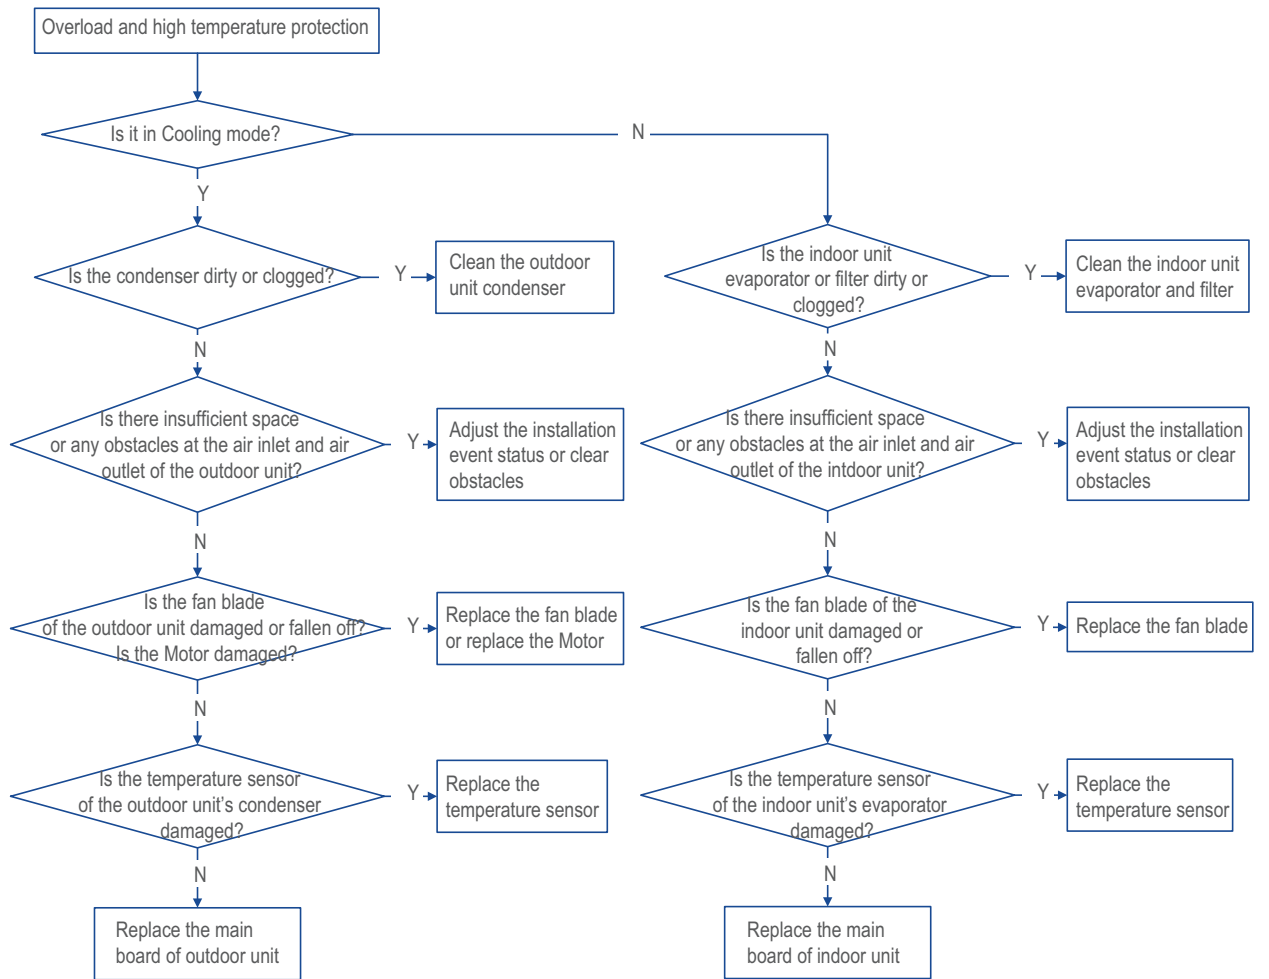 Overload and high temperature protection
Is it in Cooling mode?
N
Y
Is the condenser dirty or clogged?
Y
Clean the outdoor
unit condenser
Is the indoor unit
evaporator or filter dirty or
clogged?
Y
Clean the indoor unit
evaporator and filter
N
N
Is there insufficient space
or any obstacles at the air inlet and air
outlet of the outdoor unit?
Y
Adjust the installation
event status or clear
obstacles
Is there insufficient space
or any obstacles at the air inlet and air
outlet of the intdoor unit?
Y
Adjust the installation
event status or clear
obstacles
N
N
Is the fan blade
of the outdoor unit damaged or fallen off?
Is the Motor damaged?
Y
Replace the fan blade
or replace the Motor
Is the fan blade of the
indoor unit damaged or
fallen off?
Y
Replace the fan blade
N
N
Is the temperature sensor
of the outdoor unit's condenser
damaged?
Y
Replace the
temperature sensor
Is the temperature sensor
of the indoor unit's evaporator
damaged?
Y
Replace the
temperature sensor
N
N
Replace the main
board of outdoor unit
Replace the main
board of indoor unit